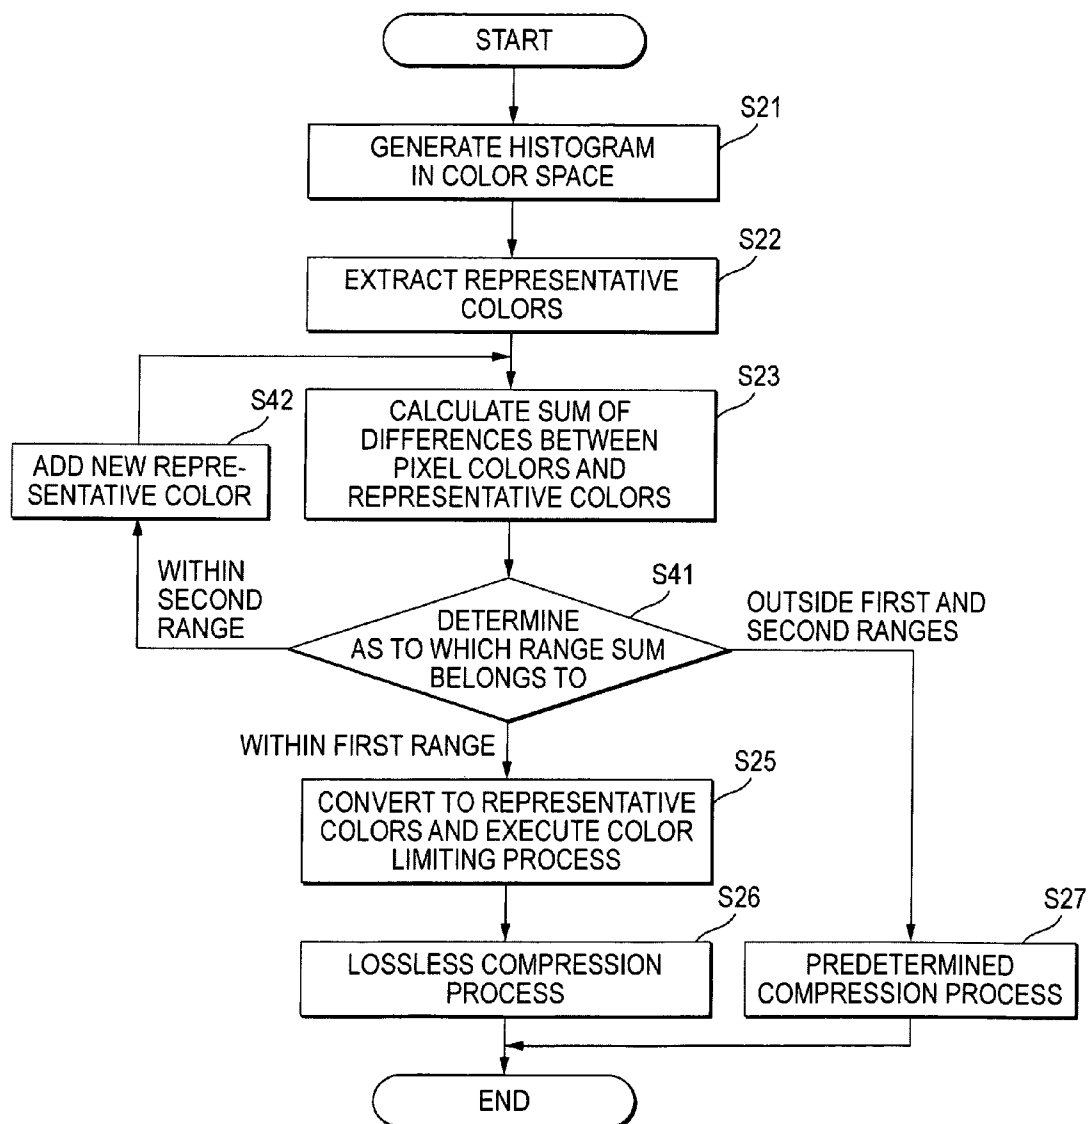 START
S21
GENERATE HISTOGRAM
IN COLOR SPACE
S22
EXTRACT REPRESENTATIVE
COLORS
S23
CALCULATE SUM OF
DIFFERENCES BETWEEN
PIXEL COLORS AND
REPRESENTATIVE COLORS
S42
ADD NEW REPRE-
SENTATIVE COLOR
WITHIN
SECOND
RANGE
S41
DETERMINE
AS TO WHICH RANGE SUM
BELONGS TO
OUTSIDE FIRST AND
SECOND RANGES
WITHIN FIRST RANGE
S25
CONVERT TO REPRESENTATIVE
COLORS AND EXECUTE COLOR
LIMITING PROCESS
S26
LOSSLESS COMPRESSION
PROCESS
S27
PREDETERMINED
COMPRESSION PROCESS
END